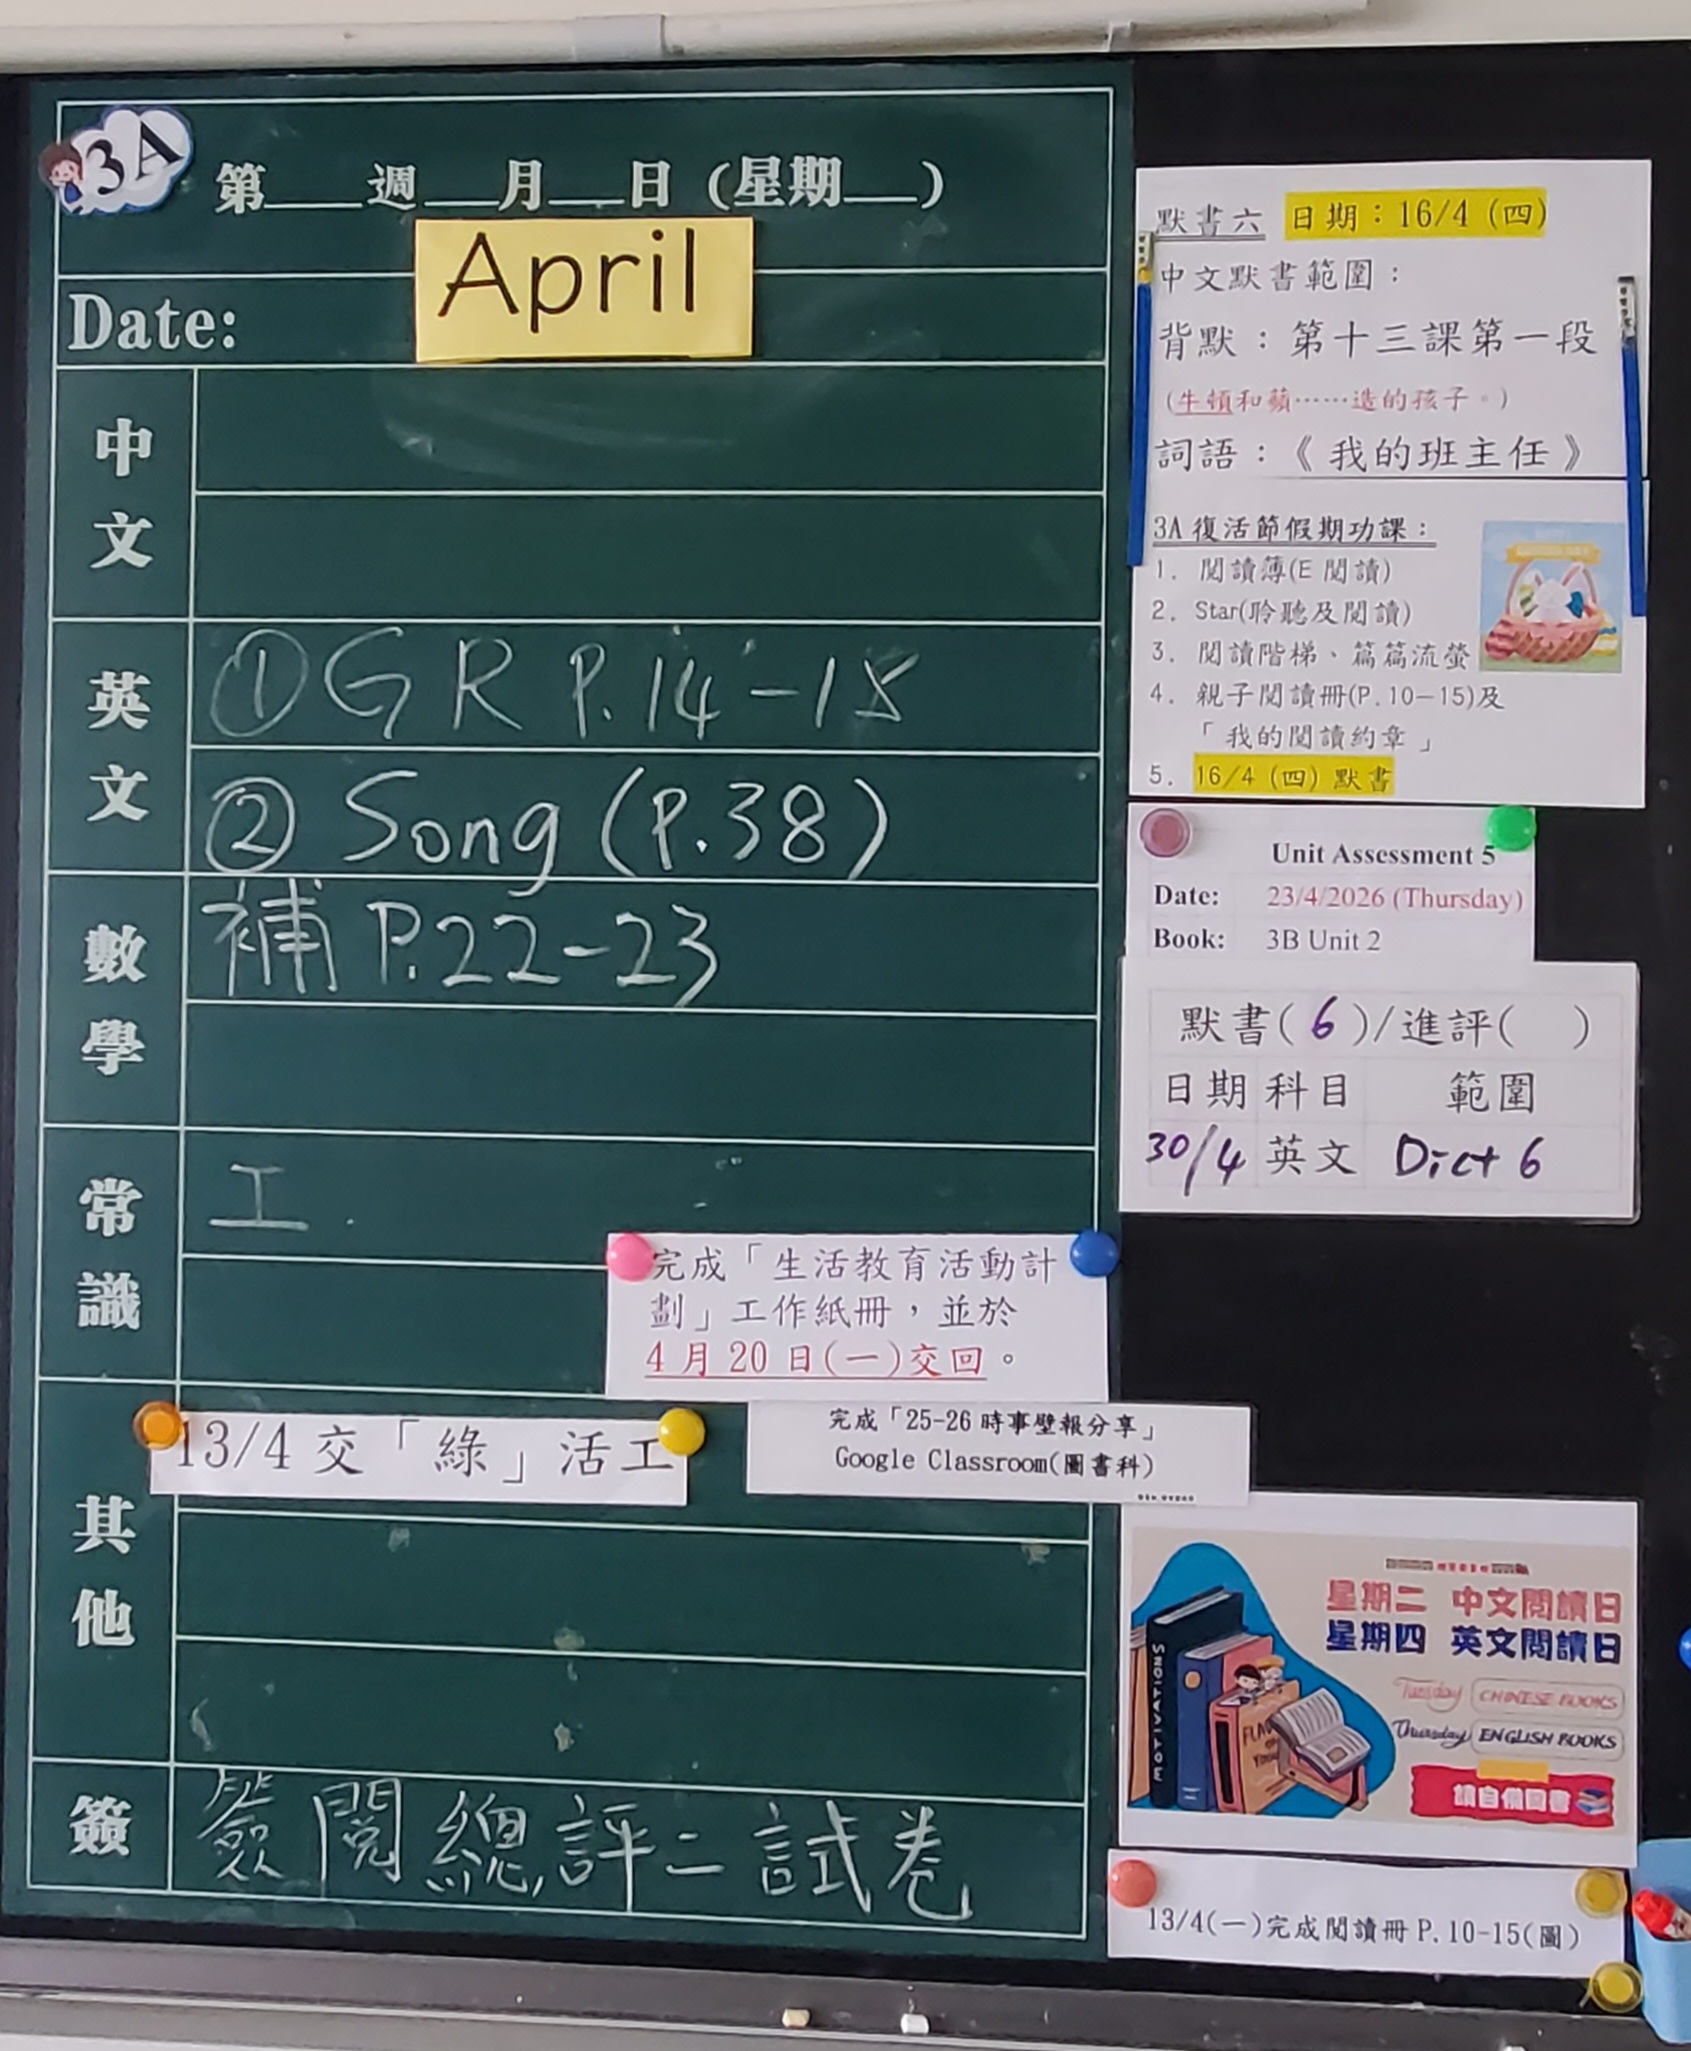 3A
第 週 月 日 (星期 )
April
Date:
中文
英文
① G R P.14-15
② Song (P.38)
數學
補 P.22-23
常識
工
完成「生活教育活動計
劃」工作紙冊，並於
4 月 20 日(一)交回。
其他
13/4 交「綠」活工
完成「25-26 時事壁報分享」
Google Classroom(圖書科)
簽
簽閱總評二試卷
默書六 日期：16/4 (四)
中文默書範圍：
背默：第十三課第一段
(牛頓和蘋……造的孩子。)
詞語：《 我的班主任 》
3A 復活節假期功課：
1. 閱讀薄(E 閱讀)
2. Star(聆聽及閱讀)
3. 閱讀階梯、篇篇流螢
4. 親子閱讀冊(P.10-15)及
「 我的閱讀約章 」
5. 16/4 (四) 默書
Unit Assessment 5
Date: 23/4/2026 (Thursday)
Book: 3B Unit 2
默書( 6 )/進評( )
日期 科目 範圍
30/4 英文 Dict 6
星期二 中文閱讀日
星期四 英文閱讀日
Tuesday CHINESE BOOKS
Thursday ENGLISH BOOKS
請自備圖書
MOTIVATIONS
13/4(一)完成閱讀冊 P.10-15(圖)